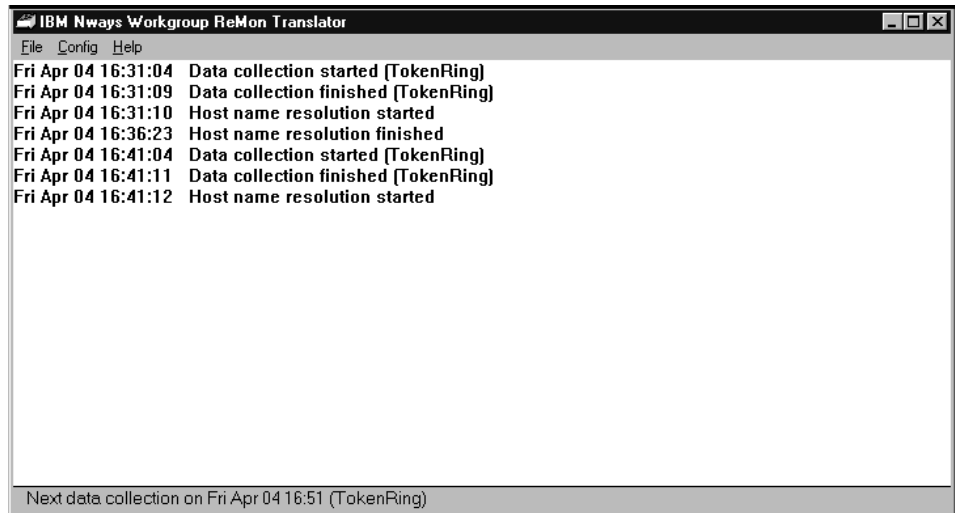 IBM Nways Workgroup ReMon Translator
File Config Help
Fri Apr 04 16:31:04 Data collection started (TokenRing)
Fri Apr 04 16:31:09 Data collection finished (TokenRing)
Fri Apr 04 16:31:10 Host name resolution started
Fri Apr 04 16:36:23 Host name resolution finished
Fri Apr 04 16:41:04 Data collection started (TokenRing)
Fri Apr 04 16:41:11 Data collection finished (TokenRing)
Fri Apr 04 16:41:12 Host name resolution started
Next data collection on Fri Apr 04 16:51 (TokenRing)